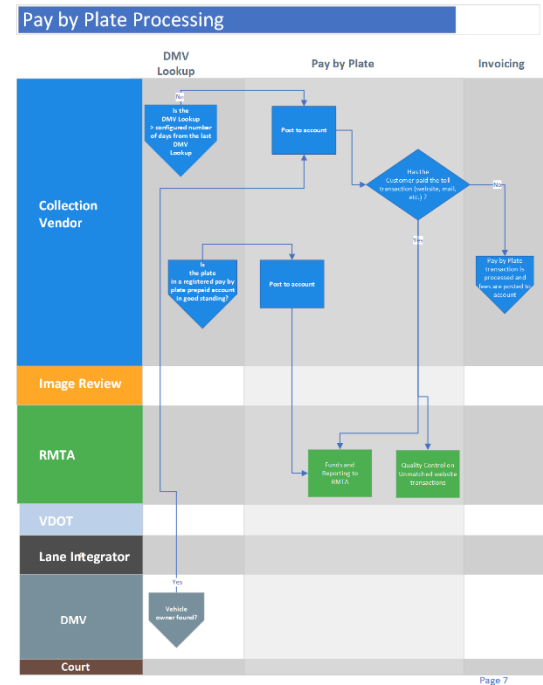 Pay by Plate Processing
DMV
Lookup
Pay by Plate
Invoicing
Collection
Vendor
No
Is the
DMV Lookup
> configured number
of days from the last
DMV
Lookup
Post to account
Has the
Customer paid the toll
transaction (website, mail,
etc.) ?
No
Yes
Is
the plate
in a registered pay by
plate prepaid account
in good standing?
Post to account
Pay by Plate
transaction is
processed and
fees are posted to
account
Image Review
RMTA
Funds and
Reporting to
RMTA
Quality Control on
Unmatched website
transactions
VDOT
Lane Integrator
DMV
Yes
Vehicle
owner found?
Court
Page 7